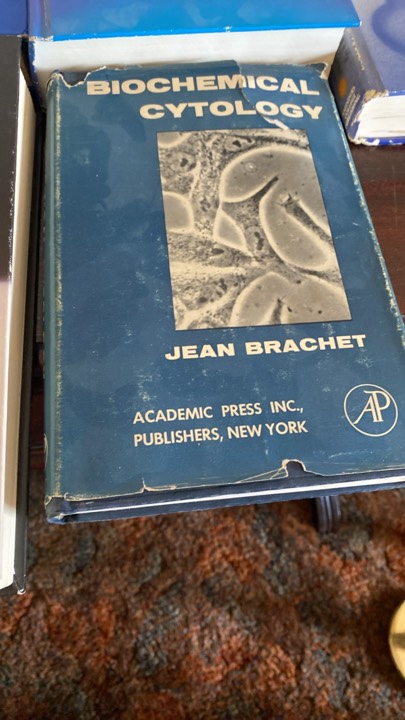 BIOCHEMICAL
CYTOLOGY
JEAN BRACHET
ACADEMIC PRESS INC.,
PUBLISHERS, NEW YORK
AP